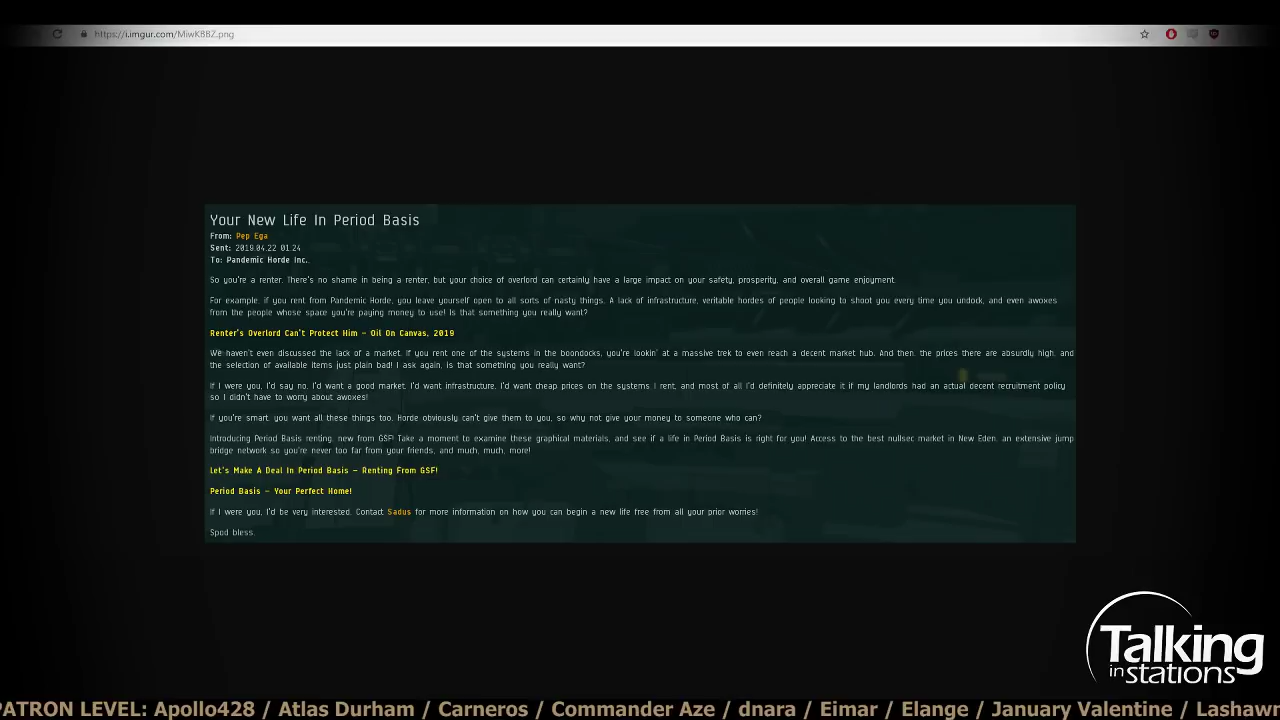 https://i.imgur.com/MiwK8BZ.png
Your New Life In Period Basis
From: Pep Ega
Sent: 2019.04.22 01:24
To: Pandemic Horde Inc.,
So you're a renter. There's no shame in being a renter, but your choice of overlord can certainly have a large impact on your safety, prosperity, and overall game enjoyment.
For example, if you rent from Pandemic Horde, you leave yourself open to all sorts of nasty things. A lack of infrastructure, veritable hordes of people looking to shoot you every time you undock, and even awoxes
from the people whose space you're paying money to use! Is that something you really want?
Renter's Overlord Can't Protect Him - Oil On Canvas, 2019
We haven't even discussed the lack of a market. If you rent one of the systems in the boondocks, you're lookin' at a massive trek to even reach a decent market hub. And then, the prices there are absurdly high, and
the selection of available items just plain bad! I ask again, is that something you really want?
If I were you, I'd say no. I'd want a good market. I'd want infrastructure. I'd want cheap prices on the systems I rent, and most of all I'd definitely appreciate it if my landlords had an actual decent recruitment policy
so I didn't have to worry about awoxes!
If you're smart, you want all these things too. Horde obviously can't give them to you, so why not give your money to someone who can?
Introducing Period Basis renting, new from GSF! Take a moment to examine these graphical materials, and see if a life in Period Basis is right for you! Access to the best nullsec market in New Eden, an extensive jump
bridge network so you're never too far from your friends, and much, much, more!
Let's Make A Deal In Period Basis - Renting From GSF!
Period Basis - Your Perfect Home!
If I were you, I'd be very interested. Contact Sadus for more information on how you can begin a new life free from all your prior worries!
Spod bless.
Talking
in stations
PATRON LEVEL: Apollo428 / Atlas Durham / Carneros / Commander Aze / dnara / Eimar / Elange / January Valentine / Lashawn